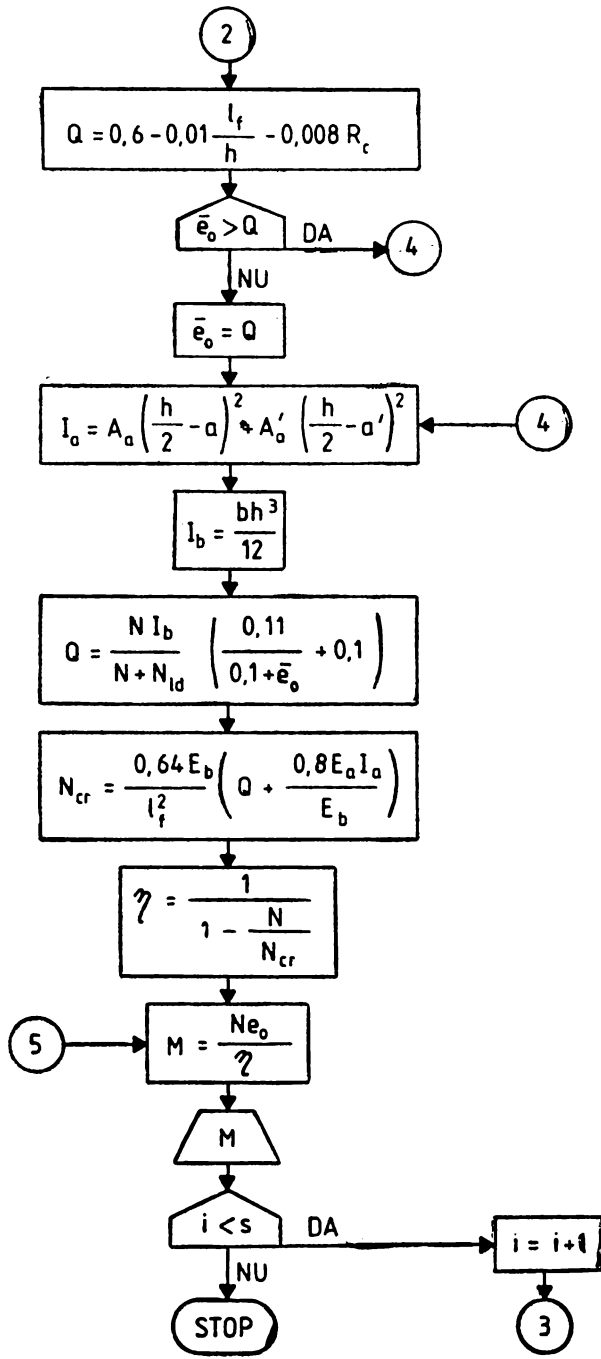 2
Q = 0,6 - 0,01 l_f/h - 0,008 R_c
ē_o > Q DA 4
NU
ē_o = Q
I_a = A_a (h/2 - a)^2 + A_a' (h/2 - a')^2 4
I_b = bh^3/12
Q = N I_b/(N + N_ld) (0,11/(0,1 + ē_o) + 0,1)
N_cr = 0,64 E_b/l_f^2 (Q + 0,8 E_a I_a/E_b)
η = 1/(1 - N/N_cr)
5 M = Ne_o/η
M
i < s DA i = i+1
NU
STOP 3